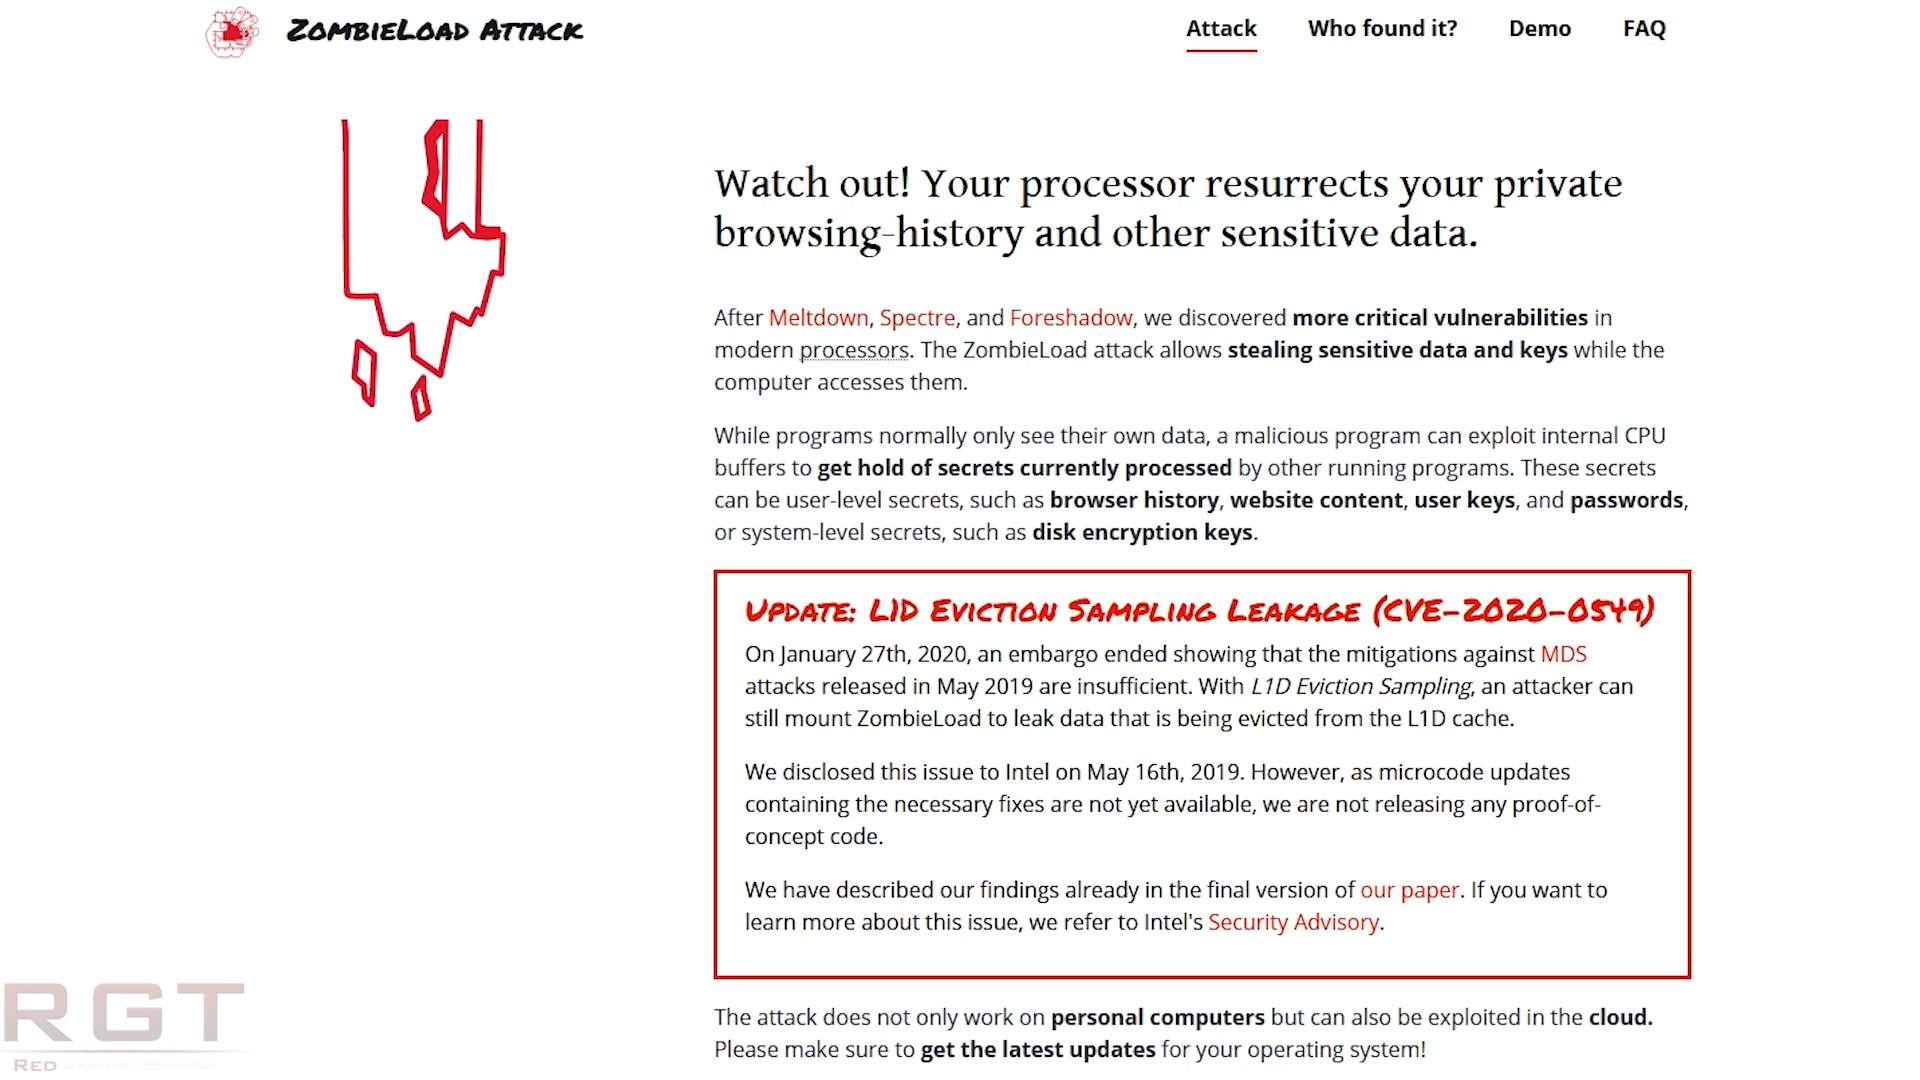 ZombieLoad Attack
Attack Who found it? Demo FAQ
Watch out! Your processor resurrects your private
browsing-history and other sensitive data.
After Meltdown, Spectre, and Foreshadow, we discovered more critical vulnerabilities in
modern processors. The ZombieLoad attack allows stealing sensitive data and keys while the
computer accesses them.
While programs normally only see their own data, a malicious program can exploit internal CPU
buffers to get hold of secrets currently processed by other running programs. These secrets
can be user-level secrets, such as browser history, website content, user keys, and passwords,
or system-level secrets, such as disk encryption keys.
Update: L1D Eviction Sampling Leakage (CVE-2020-0549)
On January 27th, 2020, an embargo ended showing that the mitigations against MDS
attacks released in May 2019 are insufficient. With L1D Eviction Sampling, an attacker can
still mount ZombieLoad to leak data that is being evicted from the L1D cache.
We disclosed this issue to Intel on May 16th, 2019. However, as microcode updates
containing the necessary fixes are not yet available, we are not releasing any proof-of-
concept code.
We have described our findings already in the final version of our paper. If you want to
learn more about this issue, we refer to Intel's Security Advisory.
The attack does not only work on personal computers but can also be exploited in the cloud.
Please make sure to get the latest updates for your operating system!
RGT
Red